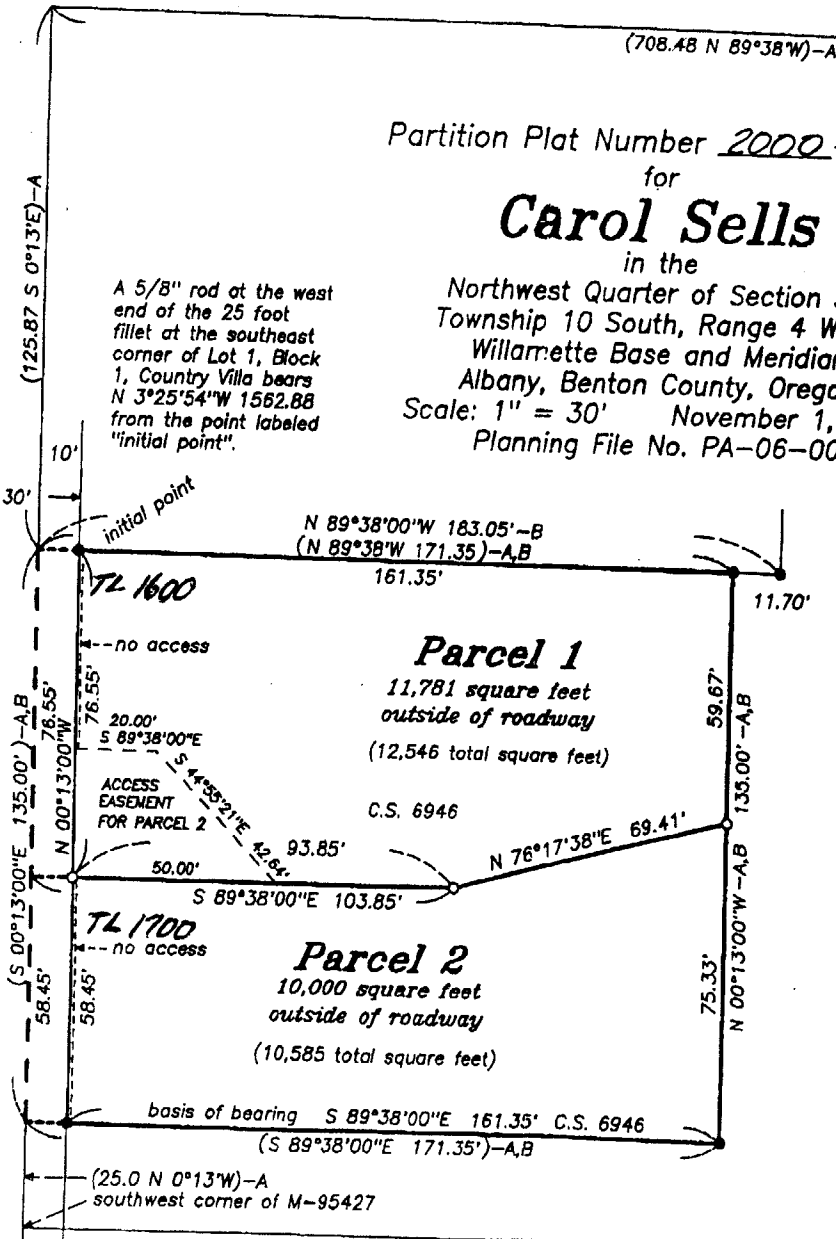 (708.48 N 89°38'W)-A
Partition Plat Number 2000-
for
Carol Sells
in the
Northwest Quarter of Section
Township 10 South, Range 4 W
Willamette Base and Meridian
Albany, Benton County, Orego
Scale: 1" = 30' November 1,
Planning File No. PA-06-00
(125.87 S 0°13'E)-A
A 5/8" rod at the west
end of the 25 foot
fillet at the southeast
corner of Lot 1, Block
1, Country Villa bears
N 3°25'54"W 1562.88
from the point labeled
"initial point".
10'
30'
initial point
N 89°38'00"W 183.05'-B
(N 89°38'W 171.35)-A,B
161.35'
11.70'
TL 1600
no access
Parcel 1
11,781 square feet
outside of roadway
(12,546 total square feet)
C.S. 6946
76.55'
N 00°13'00"W
76.55'
20.00'
S 89°38'00"E
S 44°55'21"E 42.64'
ACCESS
EASEMENT
FOR PARCEL 2
59.67'
135.00'-A,B
93.85'
N 76°17'38"E 69.41'
50.00'
S 89°38'00"E 103.85'
(S 00°13'00"E 135.00')-A,B
TL 1700
no access
58.45'
58.45'
Parcel 2
10,000 square feet
outside of roadway
(10,585 total square feet)
75.33'
N 00°13'00"W-A,B
basis of bearing S 89°38'00"E 161.35' C.S. 6946
(S 89°38'00"E 171.35')-A,B
(25.0 N 0°13'W)-A
southwest corner of M-95427